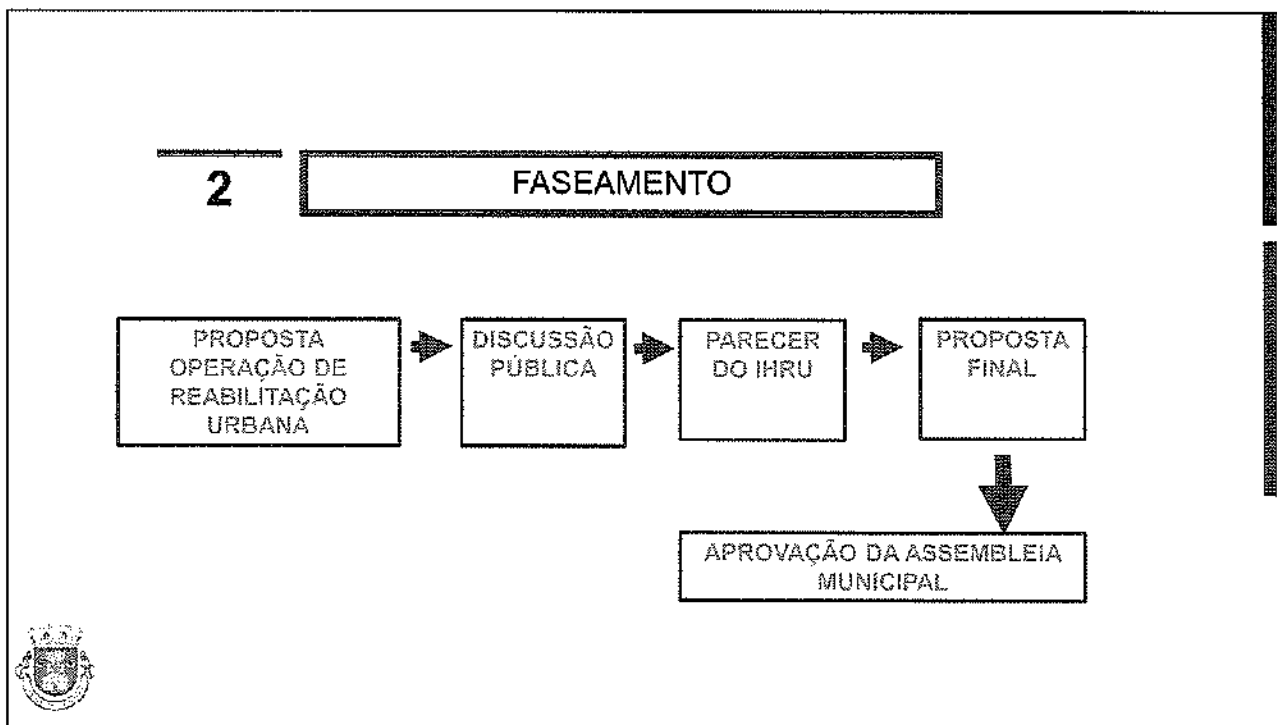 2
FASEAMENTO
PROPOSTA
OPERAÇÃO DE
REABILITAÇÃO
URBANA
DISCUSSÃO
PÚBLICA
PARECER
DO IHRU
PROPOSTA
FINAL
APROVAÇÃO DA ASSEMBLEIA
MUNICIPAL